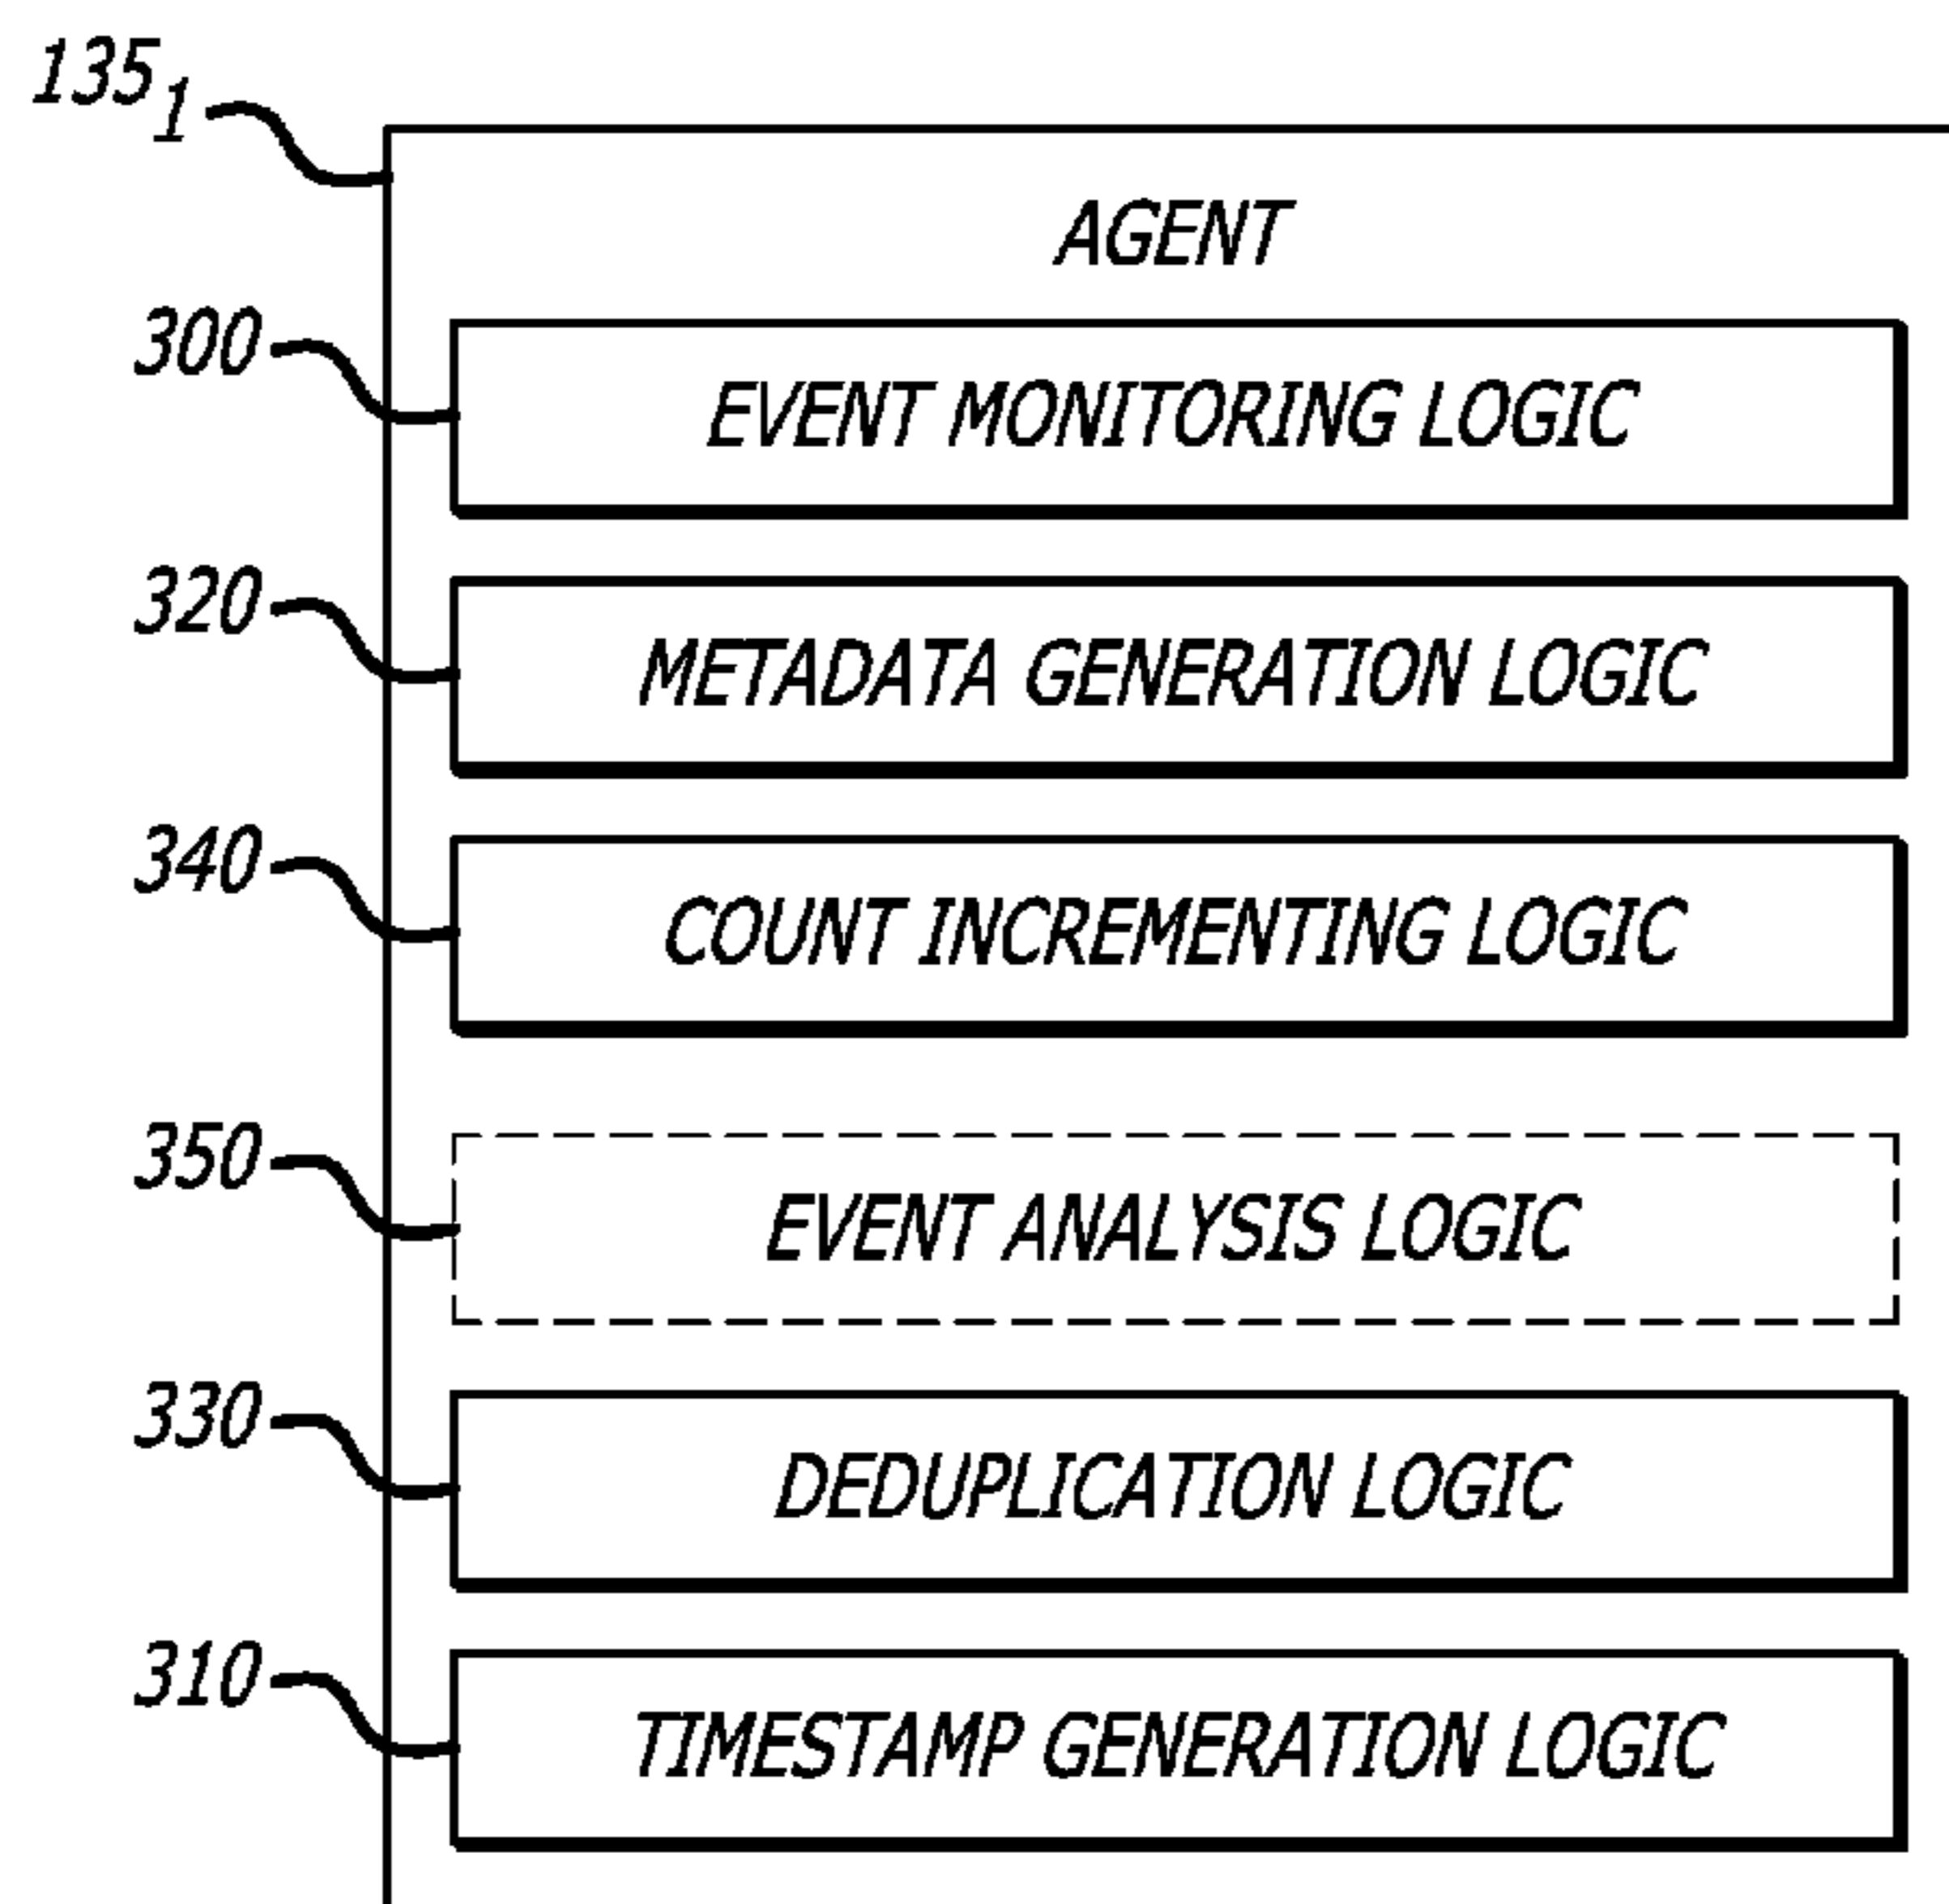 135₁
AGENT
300
EVENT MONITORING LOGIC
320
METADATA GENERATION LOGIC
340
COUNT INCREMENTING LOGIC
350
EVENT ANALYSIS LOGIC
330
DEDUPLICATION LOGIC
310
TIMESTAMP GENERATION LOGIC